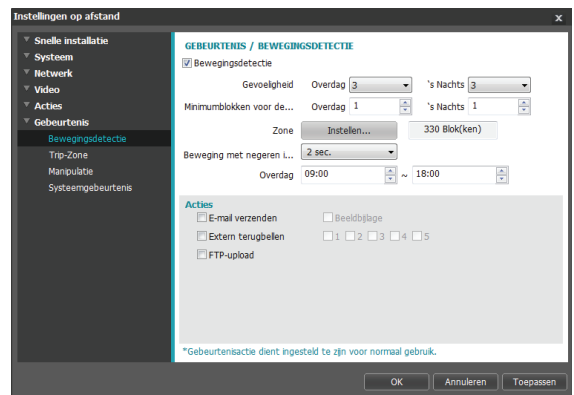 Instellingen op afstand x
Snelle installatie
Systeem
Netwerk
Video
Acties
Gebeurtenis
Bewegingsdetectie
Trip-Zone
Manipulatie
Systeemgebeurtenis
GEBEURTENIS / BEWEGINGSDETECTIE
Bewegingsdetectie
Gevoeligheid Overdag 3 's Nachts 3
Minimumblokken voor de... Overdag 1 's Nachts 1
Zone Instellen... 330 Blok(ken)
Beweging met negeren i... 2 sec.
Overdag 09:00 ~ 18:00
Acties
E-mail verzenden Beeldbijlage
Extern terugbellen 1 2 3 4 5
FTP-upload
*Gebeurtenisactie dient ingesteld te zijn voor normaal gebruik.
OK Annuleren Toepassen